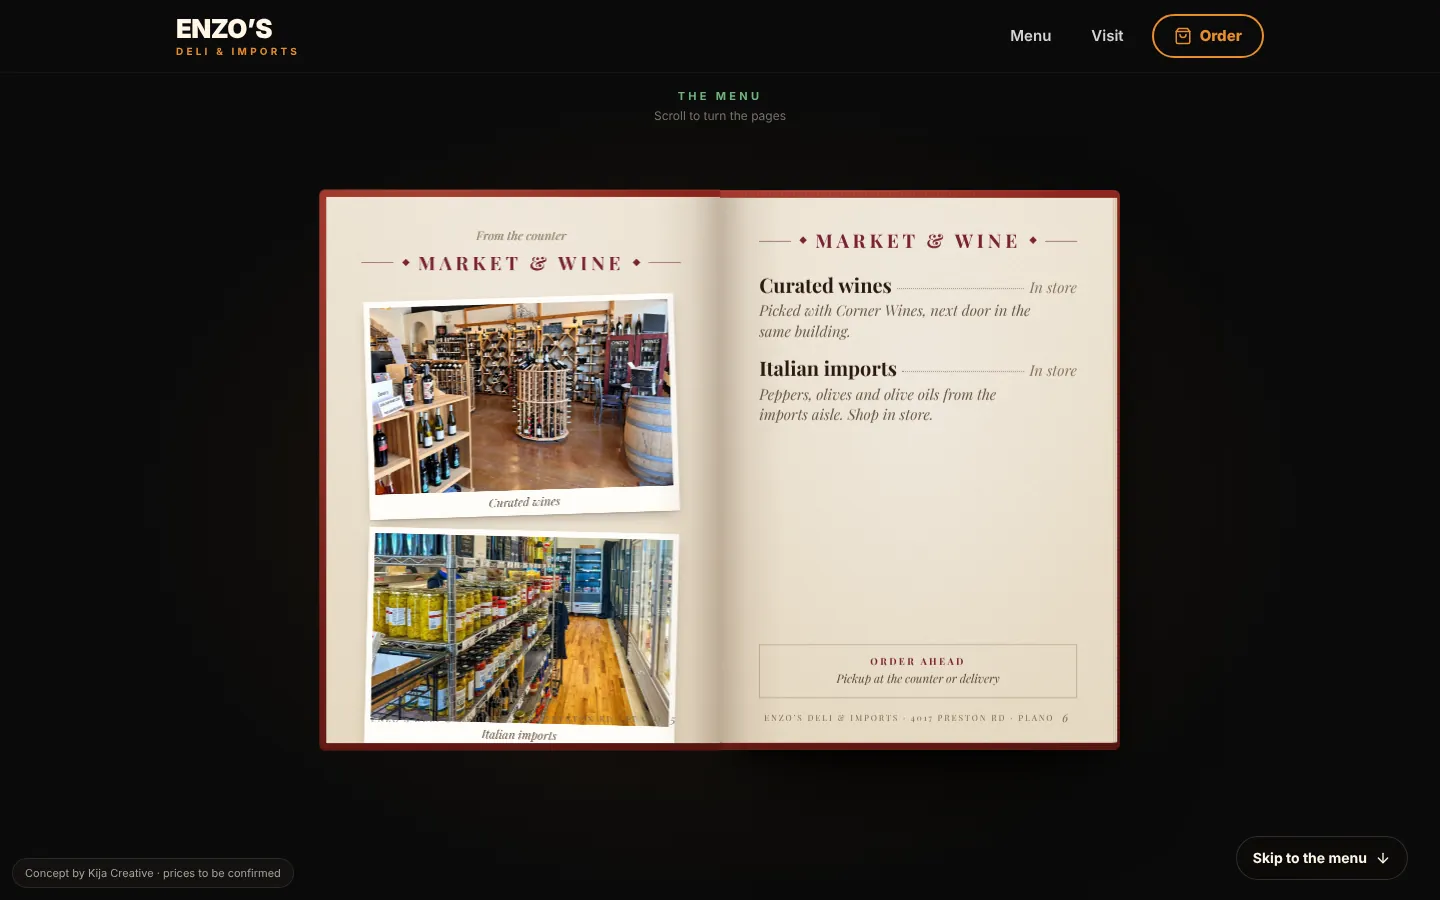 ENZO’S
DELI & IMPORTS
Menu
Visit
Order
THE MENU
Scroll to turn the pages
From the counter
MARKET & WINE
Curated wines
Italian imports
5
MARKET & WINE
Curated wines In store
Picked with Corner Wines, next door in the
same building.
Italian imports In store
Peppers, olives and olive oils from the
imports aisle. Shop in store.
ORDER AHEAD
Pickup at the counter or delivery
ENZO’S DELI & IMPORTS · 4017 PRESTON RD · PLANO 6
Concept by Kija Creative · prices to be confirmed
Skip to the menu